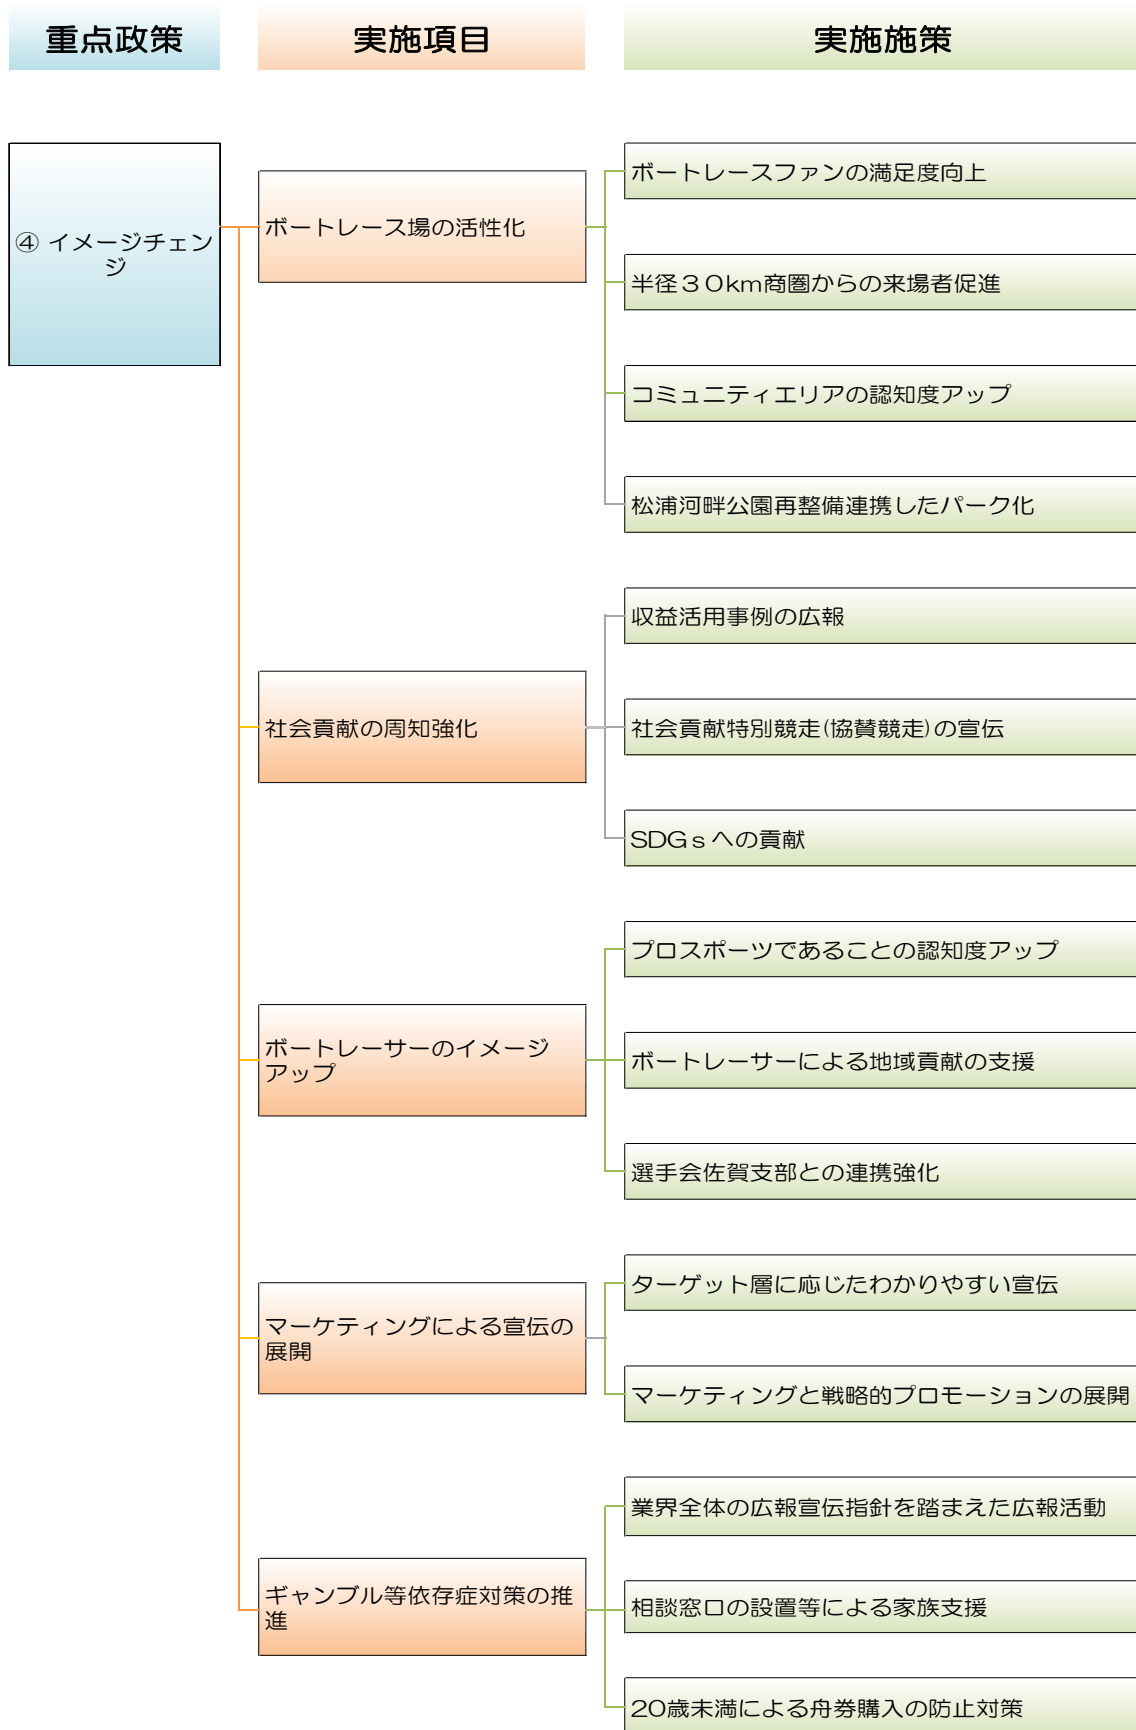 重点政策
実施項目
実施施策
④ イメージチェン
ジ
ボートレース場の活性化
ボートレースファンの満足度向上
半径３０km商圏からの来場者促進
コミュニティエリアの認知度アップ
松浦河畔公園再整備連携したパーク化
社会貢献の周知強化
収益活用事例の広報
社会貢献特別競走(協賛競走)の宣伝
SDGｓへの貢献
ボートレーサーのイメージ
アップ
プロスポーツであることの認知度アップ
ボートレーサーによる地域貢献の支援
選手会佐賀支部との連携強化
マーケティングによる宣伝の
展開
ターゲット層に応じたわかりやすい宣伝
マーケティングと戦略的プロモーションの展開
ギャンブル等依存症対策の推
進
業界全体の広報宣伝指針を踏まえた広報活動
相談窓口の設置等による家族支援
20歳未満による舟券購入の防止対策